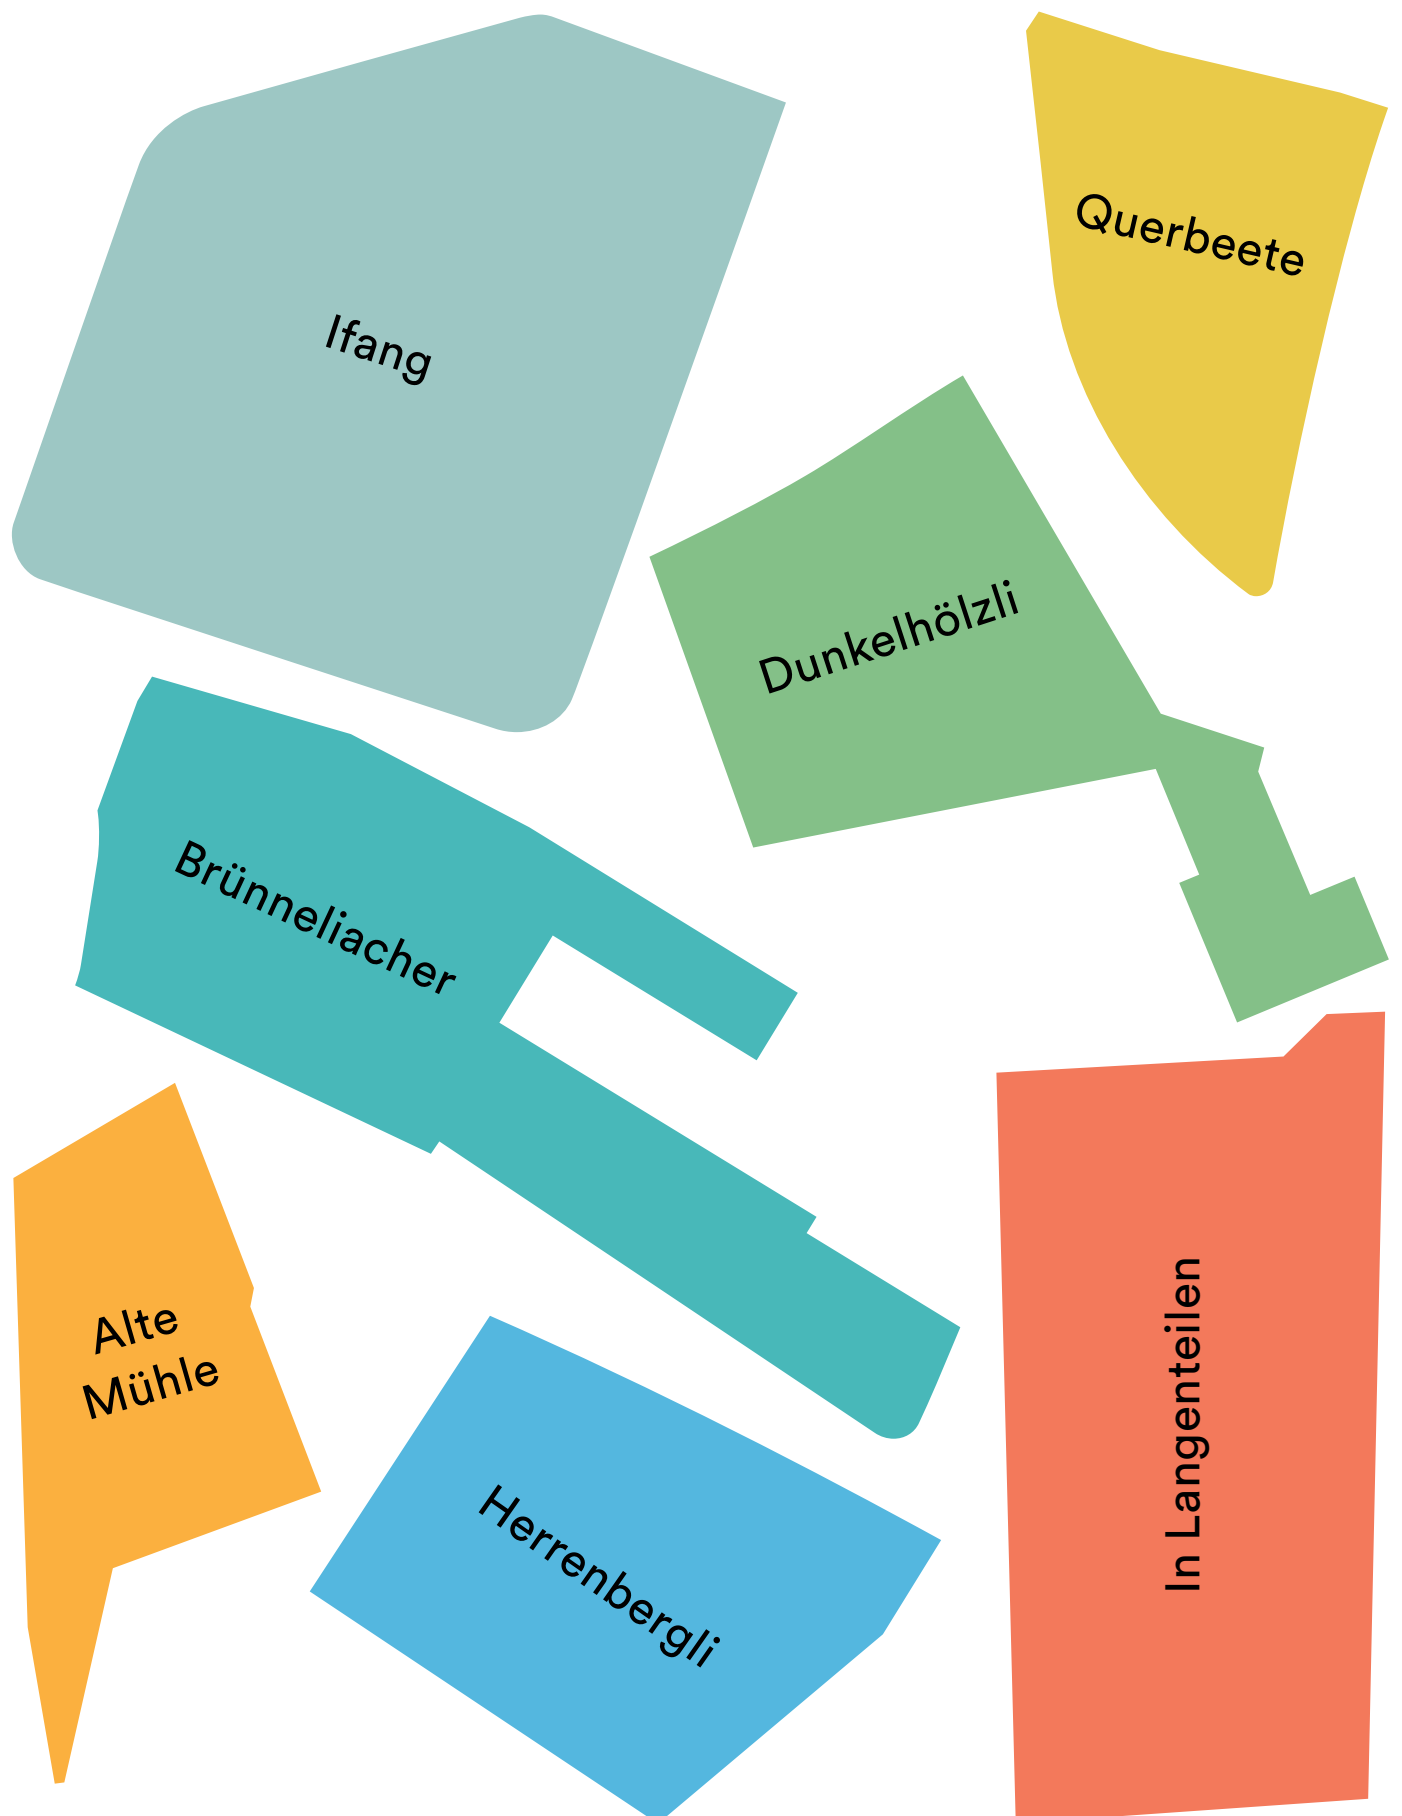 Querbeete
Ifang
Dunkelhölzli
Brünneliacher
Alte
Mühle
In Langenteilen
Herrenbergli